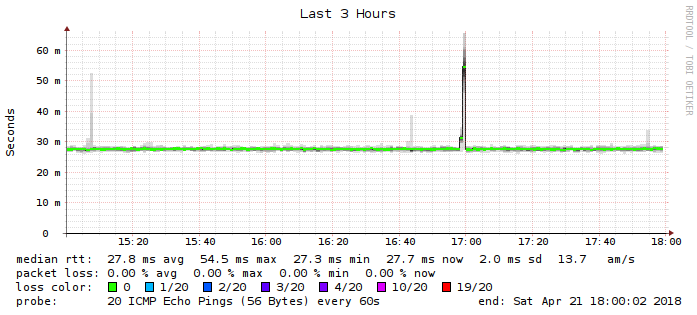 Last 3 Hours
RRDTOOL / TOBI OETIKER
Seconds
60 m
50 m
40 m
30 m
20 m
10 m
0
15:20 15:40 16:00 16:20 16:40 17:00 17:20 17:40 18:00
median rtt: 27.8 ms avg 54.5 ms max 27.3 ms min 27.7 ms now 2.0 ms sd 13.7 am/s
packet loss: 0.00 % avg 0.00 % max 0.00 % min 0.00 % now
loss color: 0 1/20 2/20 3/20 4/20 10/20 19/20
probe: 20 ICMP Echo Pings (56 Bytes) every 60s end: Sat Apr 21 18:00:02 2018